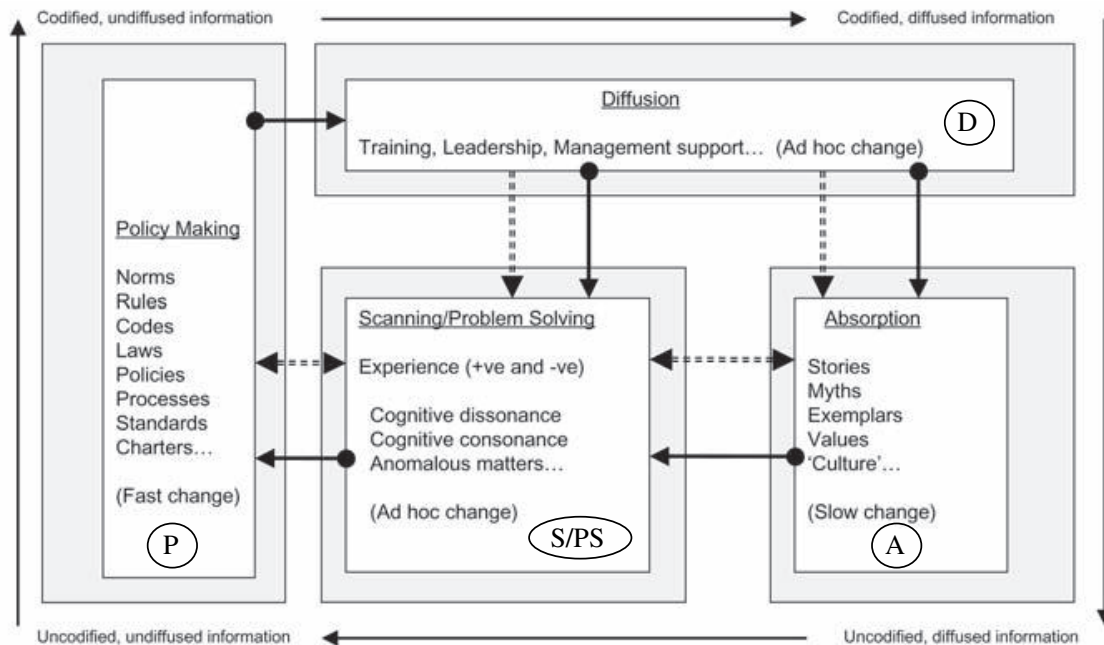 Codified, undiffused information
Codified, diffused information
Diffusion
Training, Leadership, Management support... (Ad hoc change)
D
Policy Making
Norms
Rules
Codes
Laws
Policies
Processes
Standards
Charters...
(Fast change)
P
Scanning/Problem Solving
Experience (+ve and -ve)
Cognitive dissonance
Cognitive consonance
Anomalous matters...
(Ad hoc change)
S/PS
Absorption
Stories
Myths
Exemplars
Values
‘Culture’...
(Slow change)
A
Uncodified, undiffused information
Uncodified, diffused information